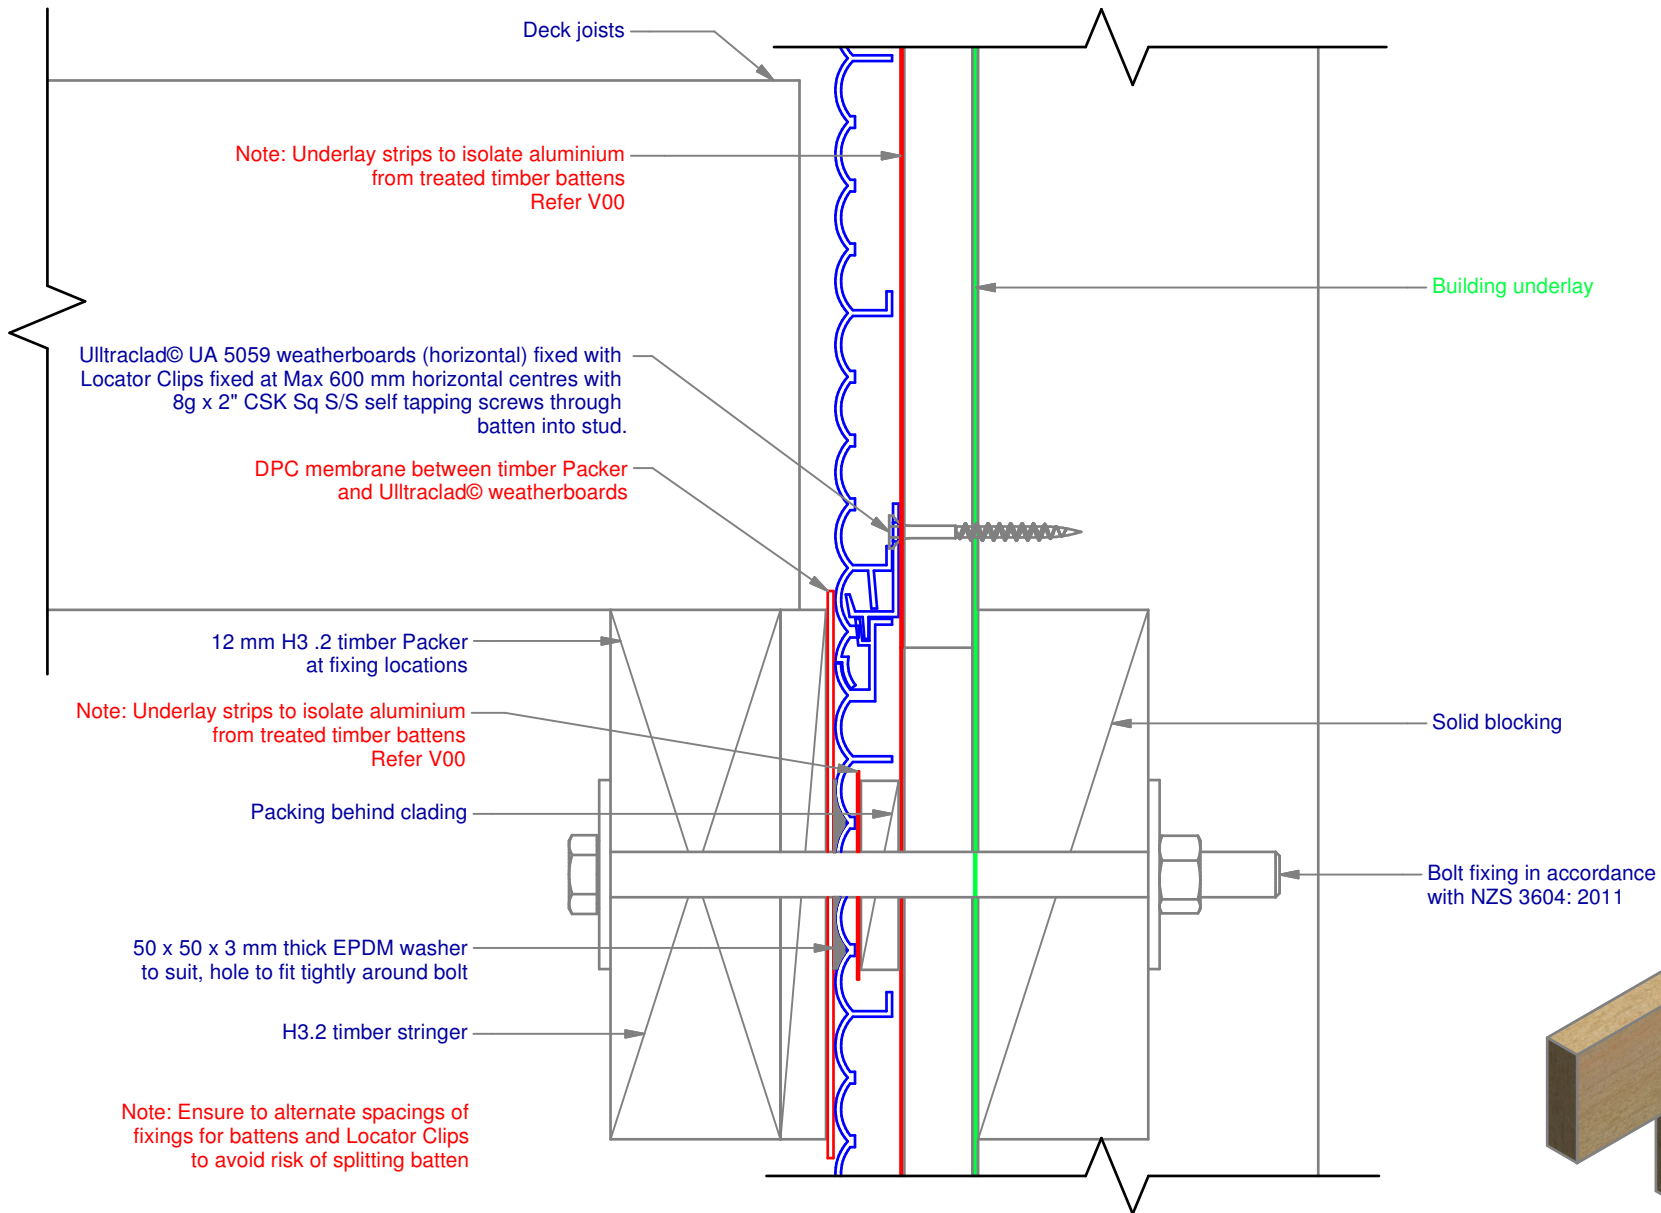 Deck joists
Note: Underlay strips to isolate aluminium
from treated timber battens
Refer V00
Building underlay
Ulltraclad© UA 5059 weatherboards (horizontal) fixed with
Locator Clips fixed at Max 600 mm horizontal centres with
8g x 2" CSK Sq S/S self tapping screws through
batten into stud.
DPC membrane between timber Packer
and Ulltraclad© weatherboards
12 mm H3 .2 timber Packer
at fixing locations
Note: Underlay strips to isolate aluminium
from treated timber battens
Refer V00
Solid blocking
Packing behind clading
Bolt fixing in accordance
with NZS 3604: 2011
50 x 50 x 3 mm thick EPDM washer
to suit, hole to fit tightly around bolt
H3.2 timber stringer
Note: Ensure to alternate spacings of
fixings for battens and Locator Clips
to avoid risk of splitting batten